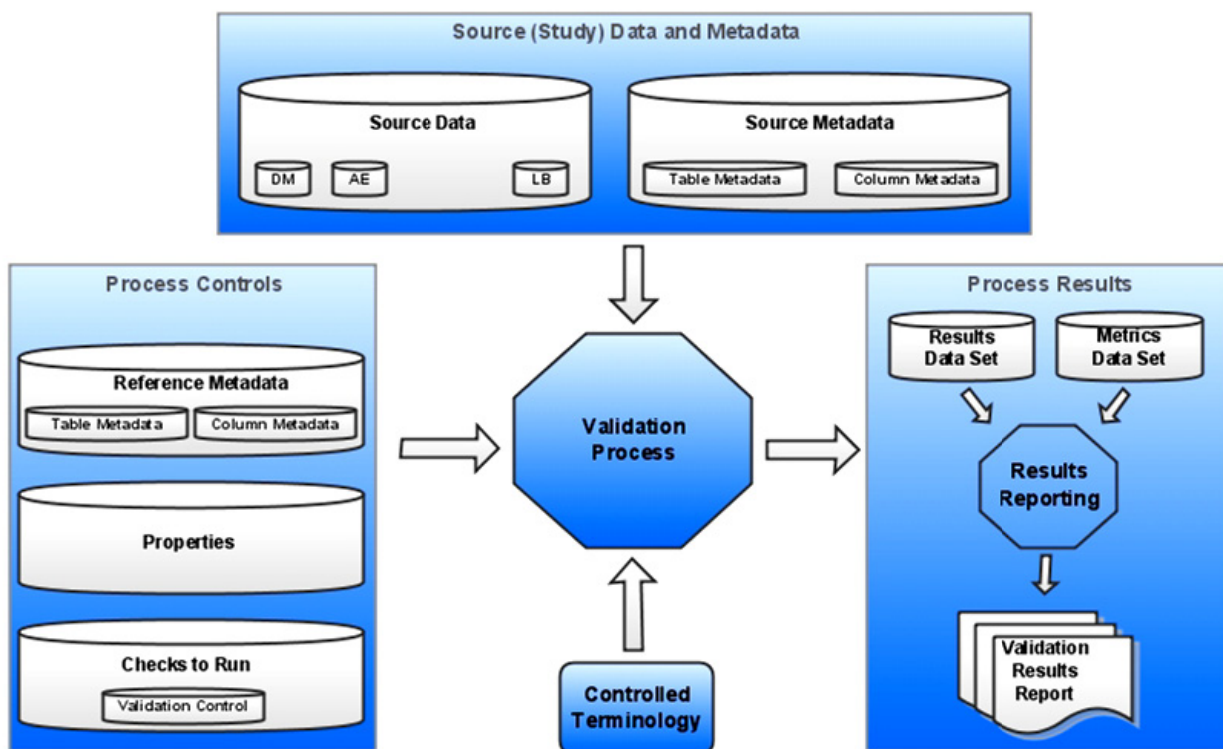 Source (Study) Data and Metadata
Source Data
DM
AE
LB
Source Metadata
Table Metadata
Column Metadata
Process Controls
Reference Metadata
Table Metadata
Column Metadata
Properties
Checks to Run
Validation Control
Validation
Process
Controlled
Terminology
Process Results
Results
Data Set
Metrics
Data Set
Results
Reporting
Validation
Results
Report